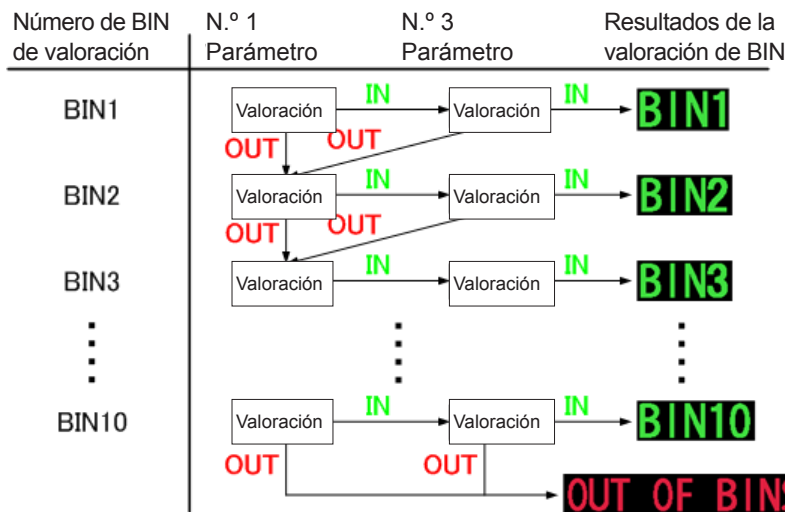 Número de BIN de valoración
N.º 1 Parámetro
N.º 3 Parámetro
Resultados de la valoración de BIN
BIN1
Valoración
IN
Valoración
IN
BIN1
OUT
OUT
BIN2
Valoración
IN
Valoración
IN
BIN2
OUT
OUT
BIN3
Valoración
IN
Valoración
IN
BIN3
BIN10
Valoración
IN
Valoración
IN
BIN10
OUT
OUT
OUT OF BINS